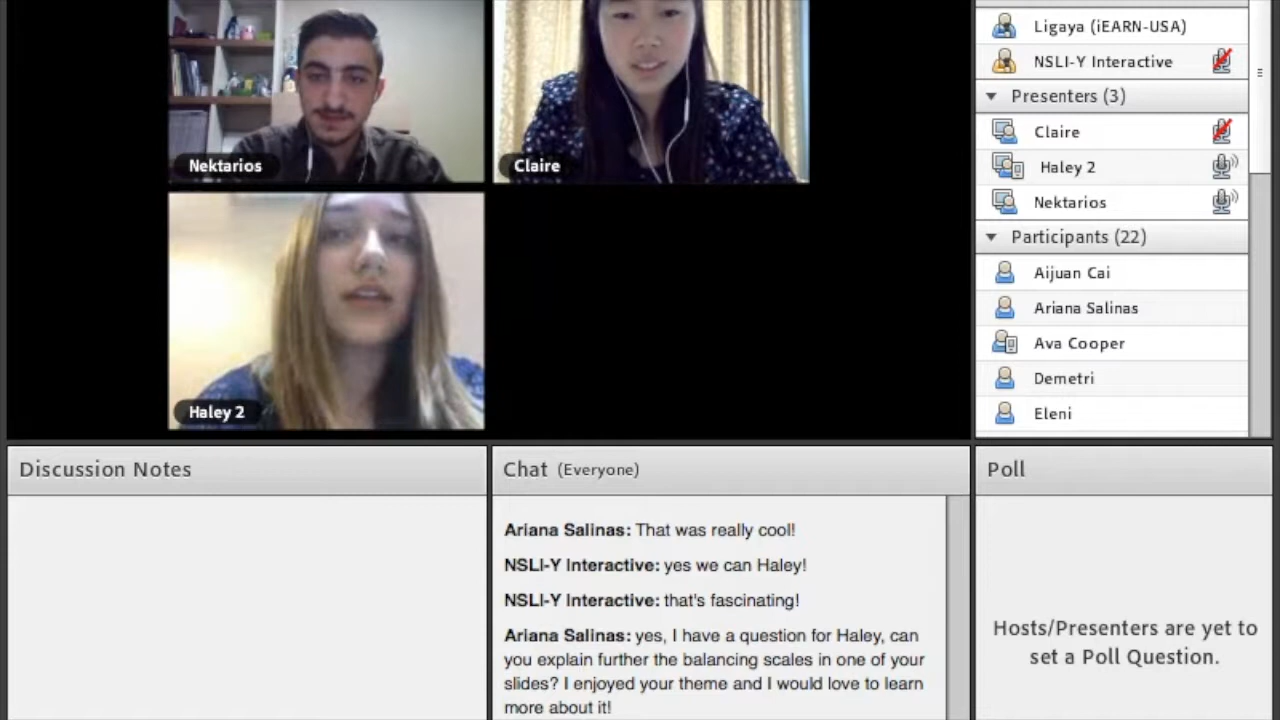 Nektarios
Claire
Haley 2
Ligaya (iEARN-USA)
NSLI-Y Interactive
Presenters (3)
Claire
Haley 2
Nektarios
Participants (22)
Aijuan Cai
Ariana Salinas
Ava Cooper
Demetri
Eleni
Discussion Notes
Chat (Everyone)
Ariana Salinas: That was really cool!
NSLI-Y Interactive: yes we can Haley!
NSLI-Y Interactive: that's fascinating!
Ariana Salinas: yes, I have a question for Haley, can
you explain further the balancing scales in one of your
slides? I enjoyed your theme and I would love to learn
more about it!
Poll
Hosts/Presenters are yet to
set a Poll Question.